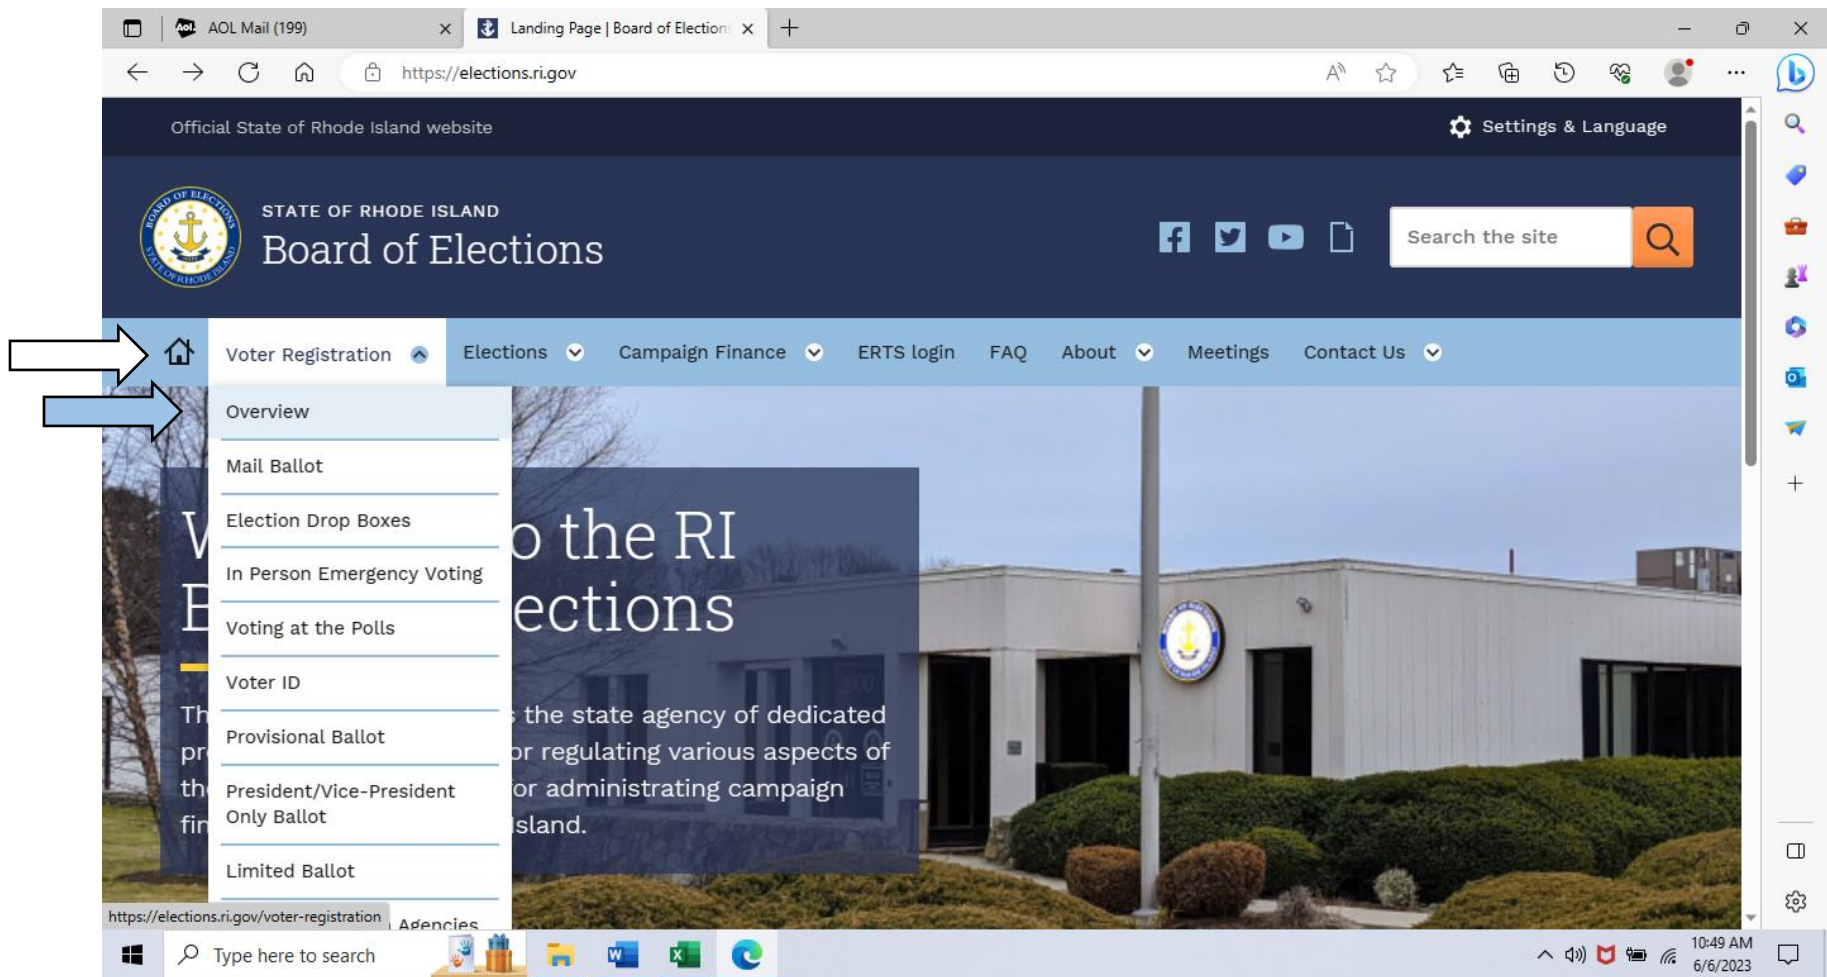 AOL Mail (199)
Landing Page | Board of Election
https://elections.ri.gov
Official State of Rhode Island website
Settings & Language
STATE OF RHODE ISLAND
Board of Elections
Search the site
Voter Registration
Elections
Campaign Finance
ERTS login
FAQ
About
Meetings
Contact Us
Overview
Mail Ballot
Election Drop Boxes
In Person Emergency Voting
Voting at the Polls
Voter ID
Provisional Ballot
President/Vice-President
Only Ballot
Limited Ballot
Agencies
o the RI
ections
the state agency of dedicated
or regulating various aspects of
or administrating campaign
Island.
https://elections.ri.gov/voter-registration
Type here to search
10:49 AM
6/6/2023